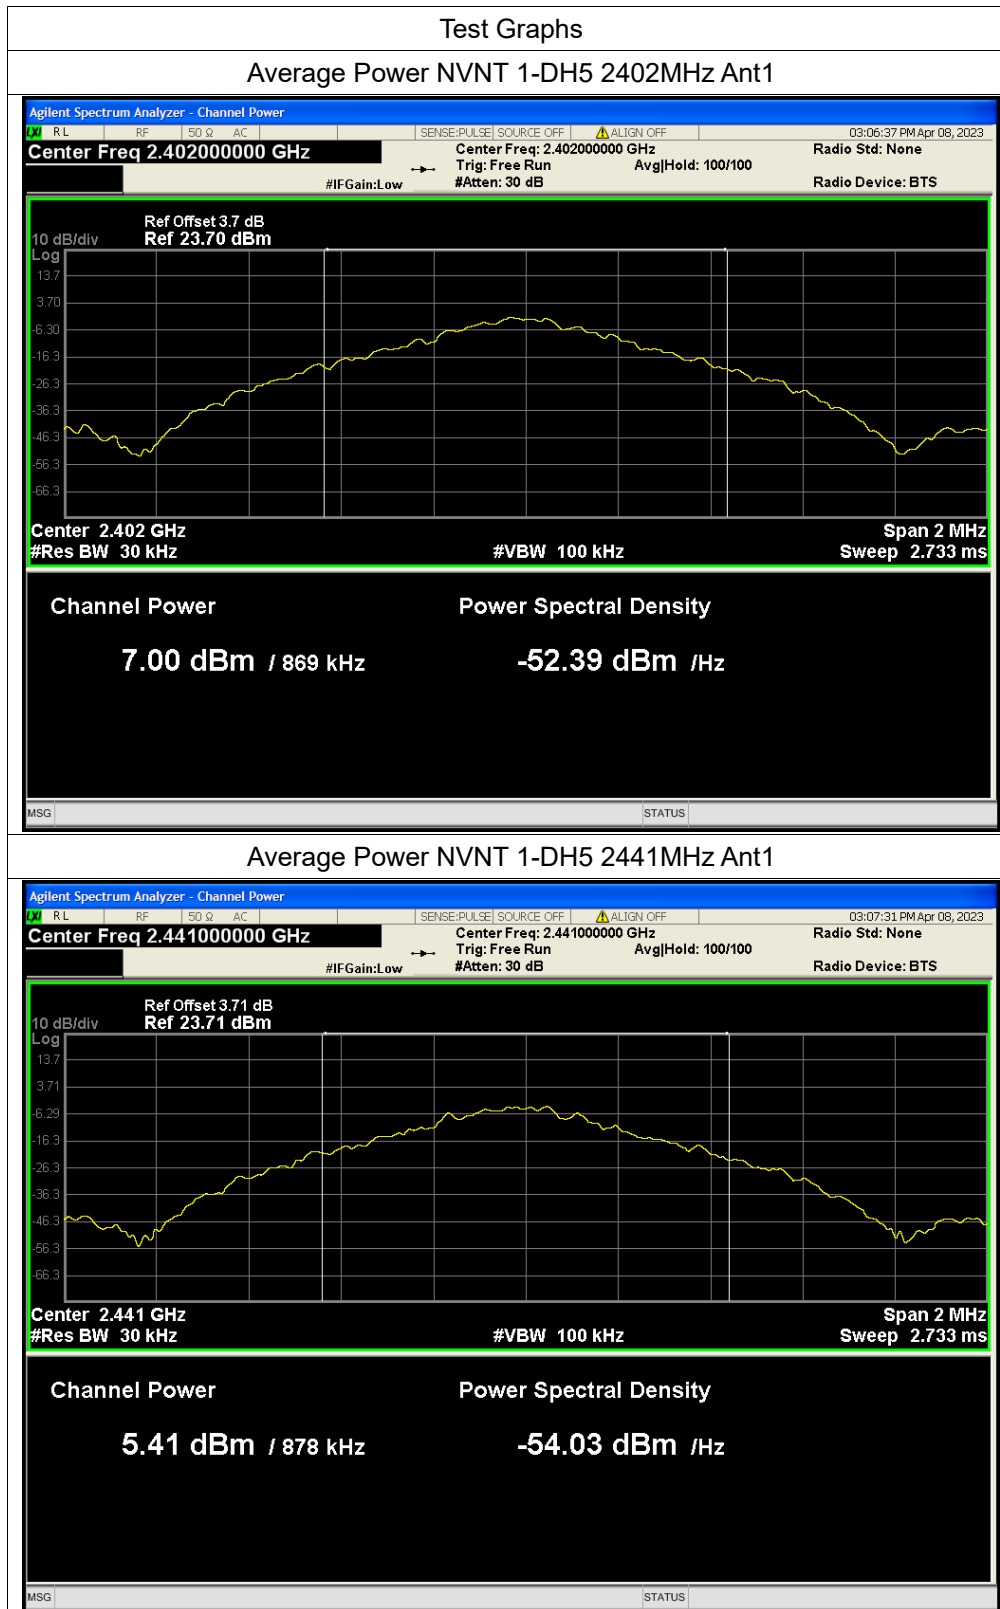 Test Graphs
Average Power NVNT 1-DH5 2402MHz Ant1
Agilent Spectrum Analyzer - Channel Power
LXI RL RF 50 Ω AC SENSE:PULSE SOURCE OFF ALIGN OFF 03:06:37 PM Apr 08, 2023
Center Freq 2.402000000 GHz Center Freq: 2.402000000 GHz Radio Std: None
Trig: Free Run Avg|Hold: 100/100
#IFGain:Low #Atten: 30 dB Radio Device: BTS
Ref Offset 3.7 dB
10 dB/div Ref 23.70 dBm
Log
13.7
3.70
-6.30
-16.3
-26.3
-36.3
-46.3
-56.3
-66.3
Center 2.402 GHz Span 2 MHz
#Res BW 30 kHz #VBW 100 kHz Sweep 2.733 ms
Channel Power Power Spectral Density
7.00 dBm / 869 kHz -52.39 dBm /Hz
MSG STATUS
Average Power NVNT 1-DH5 2441MHz Ant1
Agilent Spectrum Analyzer - Channel Power
LXI RL RF 50 Ω AC SENSE:PULSE SOURCE OFF ALIGN OFF 03:07:31 PM Apr 08, 2023
Center Freq 2.441000000 GHz Center Freq: 2.441000000 GHz Radio Std: None
Trig: Free Run Avg|Hold: 100/100
#IFGain:Low #Atten: 30 dB Radio Device: BTS
Ref Offset 3.71 dB
10 dB/div Ref 23.71 dBm
Log
13.7
3.71
-6.29
-16.3
-26.3
-36.3
-46.3
-56.3
-66.3
Center 2.441 GHz Span 2 MHz
#Res BW 30 kHz #VBW 100 kHz Sweep 2.733 ms
Channel Power Power Spectral Density
5.41 dBm / 878 kHz -54.03 dBm /Hz
MSG STATUS